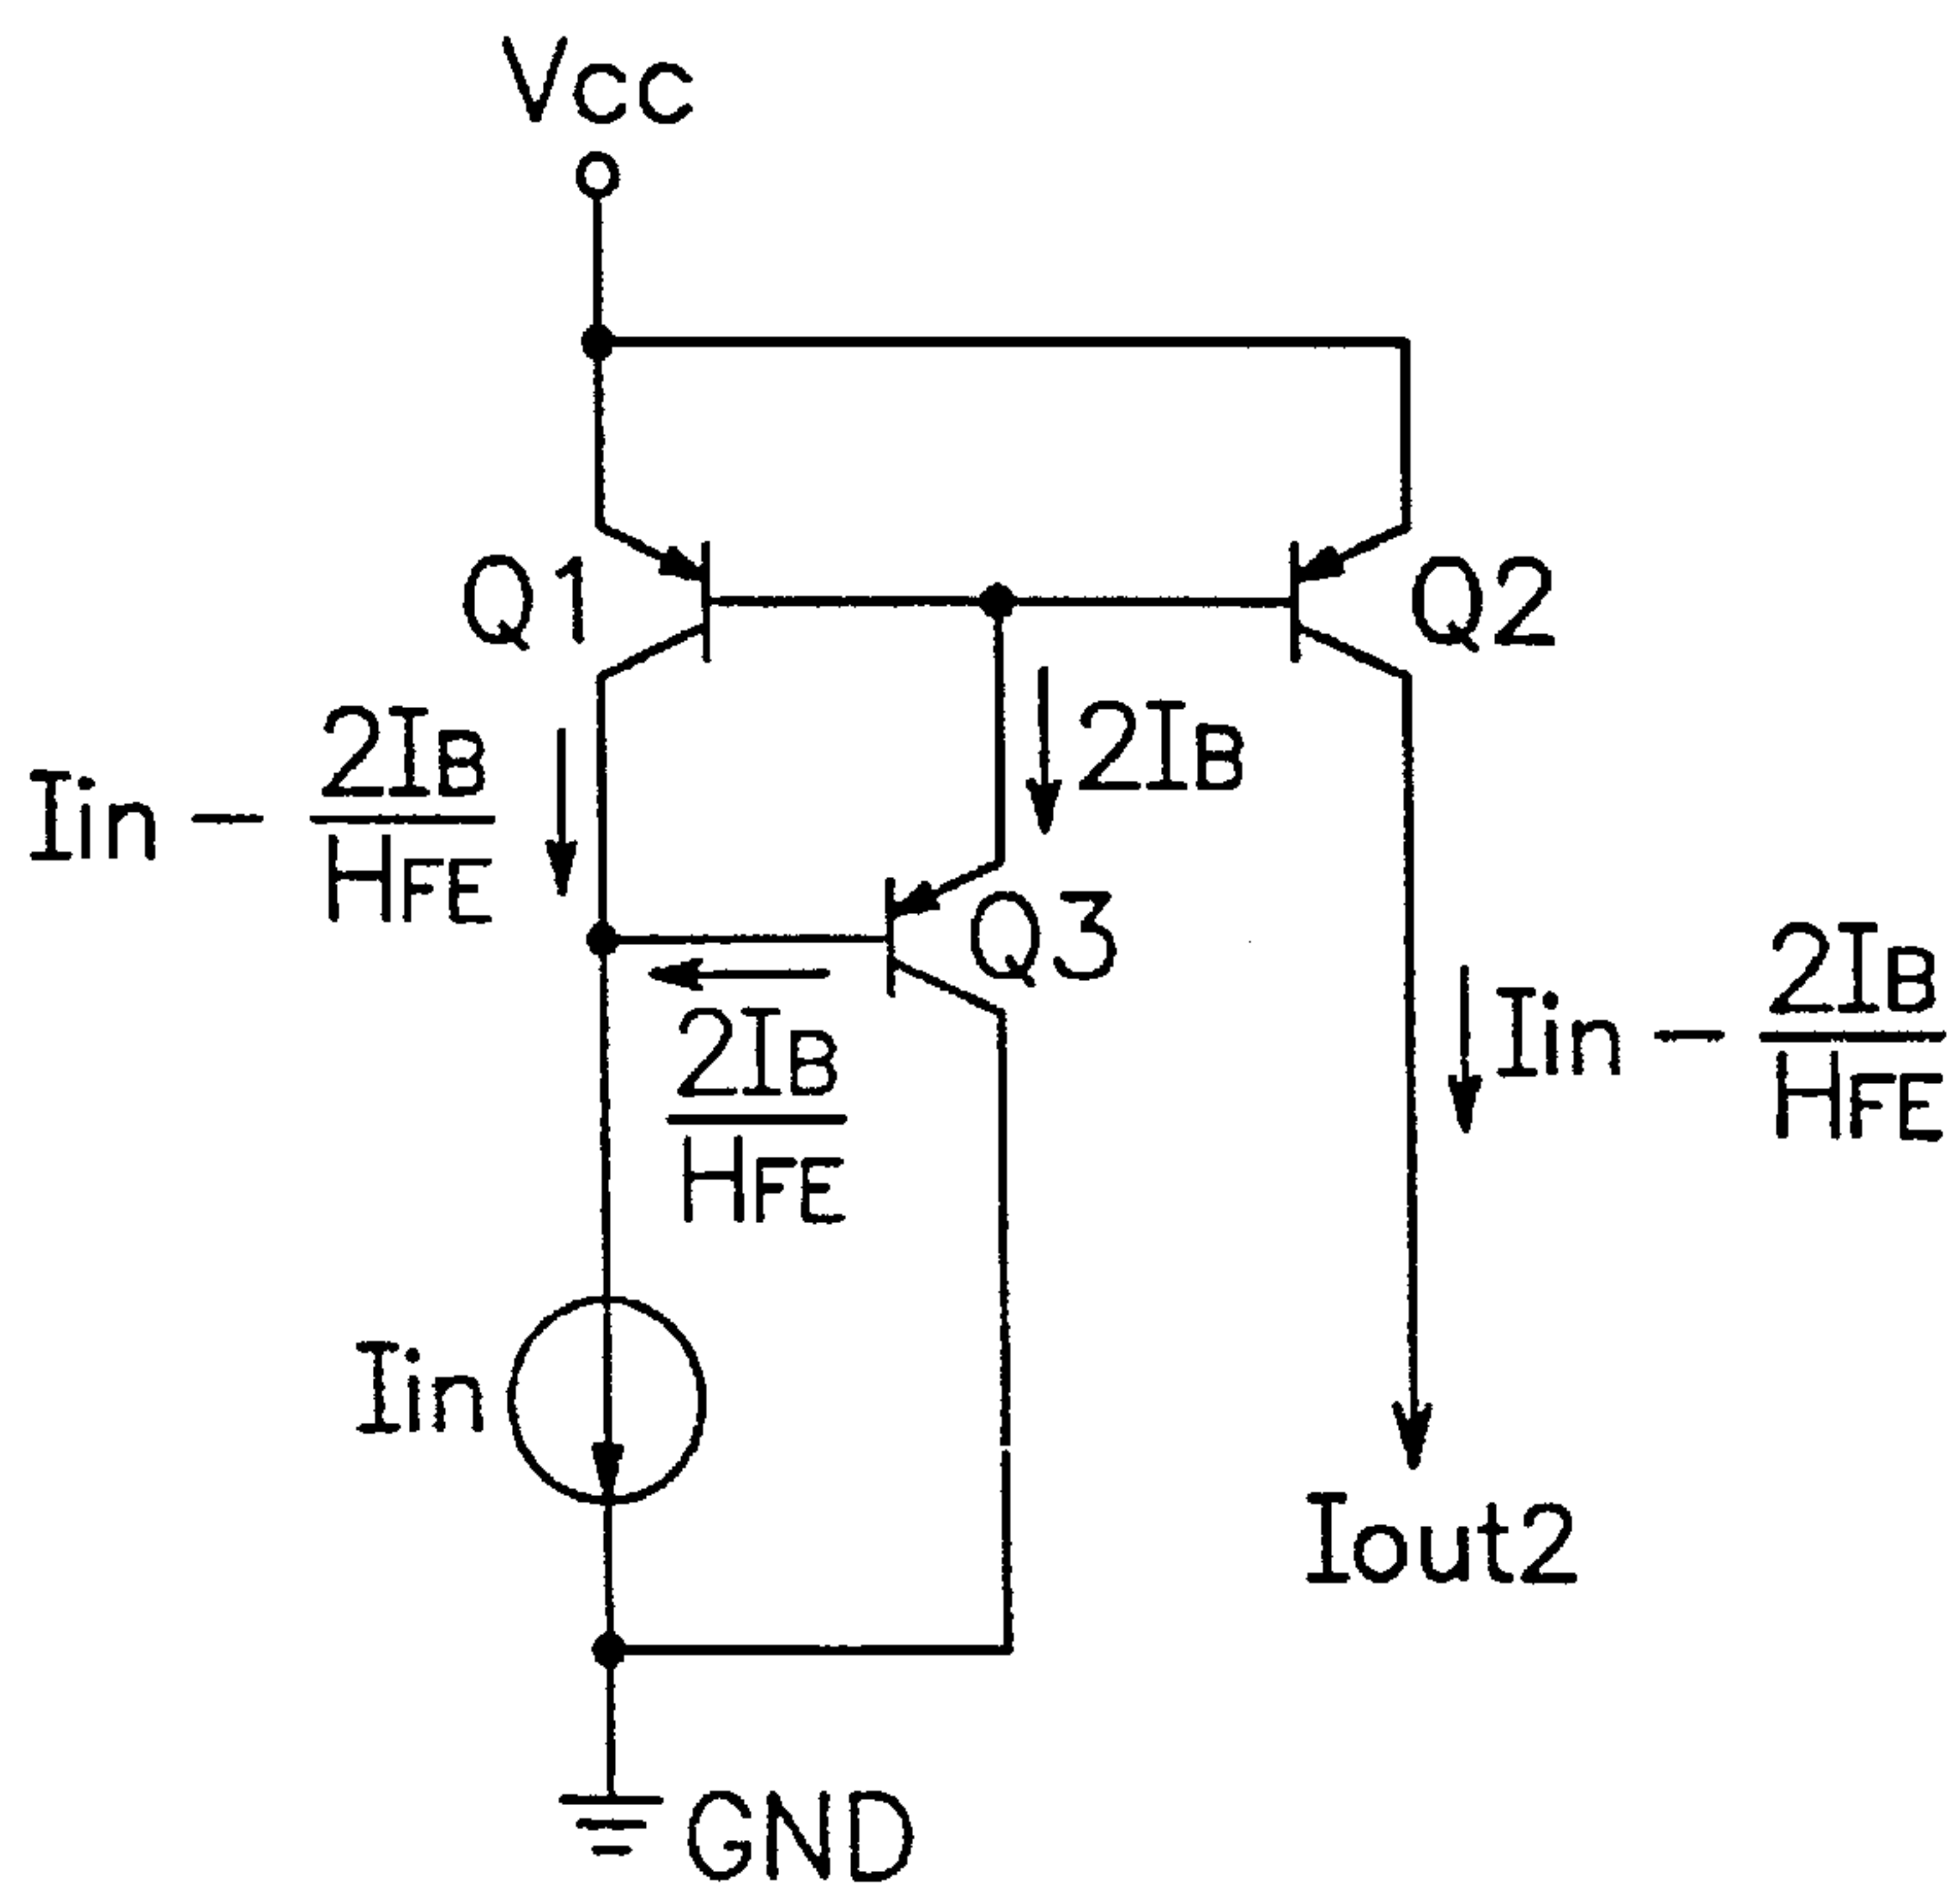 Vcc
Q1
Q2
2IB
Iin − 2IB
HFE
Q3
2IB
HFE
Iin − 2IB
HFE
Iin
Iout2
GND